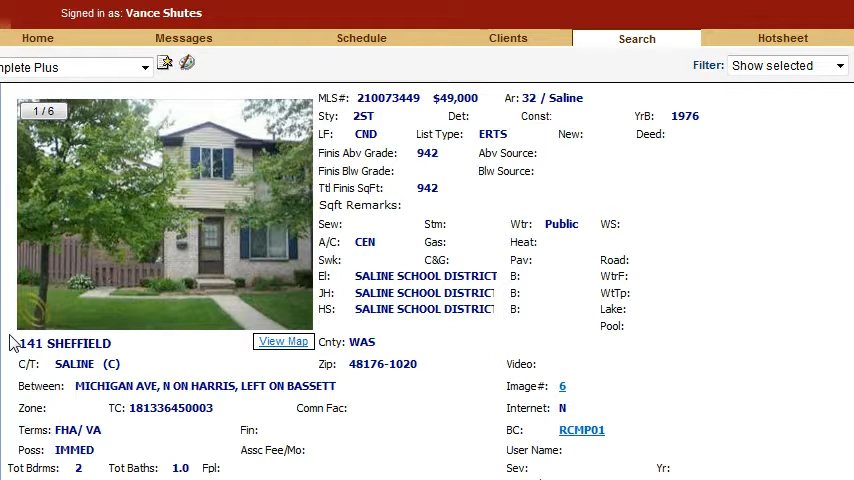 Signed in as: Vance Shutes
Home Messages Schedule Clients Search Hotsheet
nplete Plus Filter: Show selected
1 / 6
MLS#: 210073449 $49,000 Ar: 32 / Saline
Sty: 2ST Det: Const: YrB: 1976
LF: CND List Type: ERTS New: Deed:
Finis Abv Grade: 942 Abv Source:
Finis Blw Grade: Blw Source:
Ttl Finis SqFt: 942
Sqft Remarks:
Sew: Stm: Wtr: Public WS:
A/C: CEN Gas: Heat:
Swk: C&G: Pav: Road:
El: SALINE SCHOOL DISTRICT B: WtrF:
JH: SALINE SCHOOL DISTRICT B: WtTp:
HS: SALINE SCHOOL DISTRICT B: Lake:
Pool:
141 SHEFFIELD View Map Cnty: WAS
C/T: SALINE (C) Zip: 48176-1020 Video:
Between: MICHIGAN AVE, N ON HARRIS, LEFT ON BASSETT Image#: 6
Zone: TC: 181336450003 Comn Fac: Internet: N
Terms: FHA/ VA Fin: BC: RCMP01
Poss: IMMED Assc Fee/Mo: User Name:
Tot Bdrms: 2 Tot Baths: 1.0 Fpl: Sev: Yr: